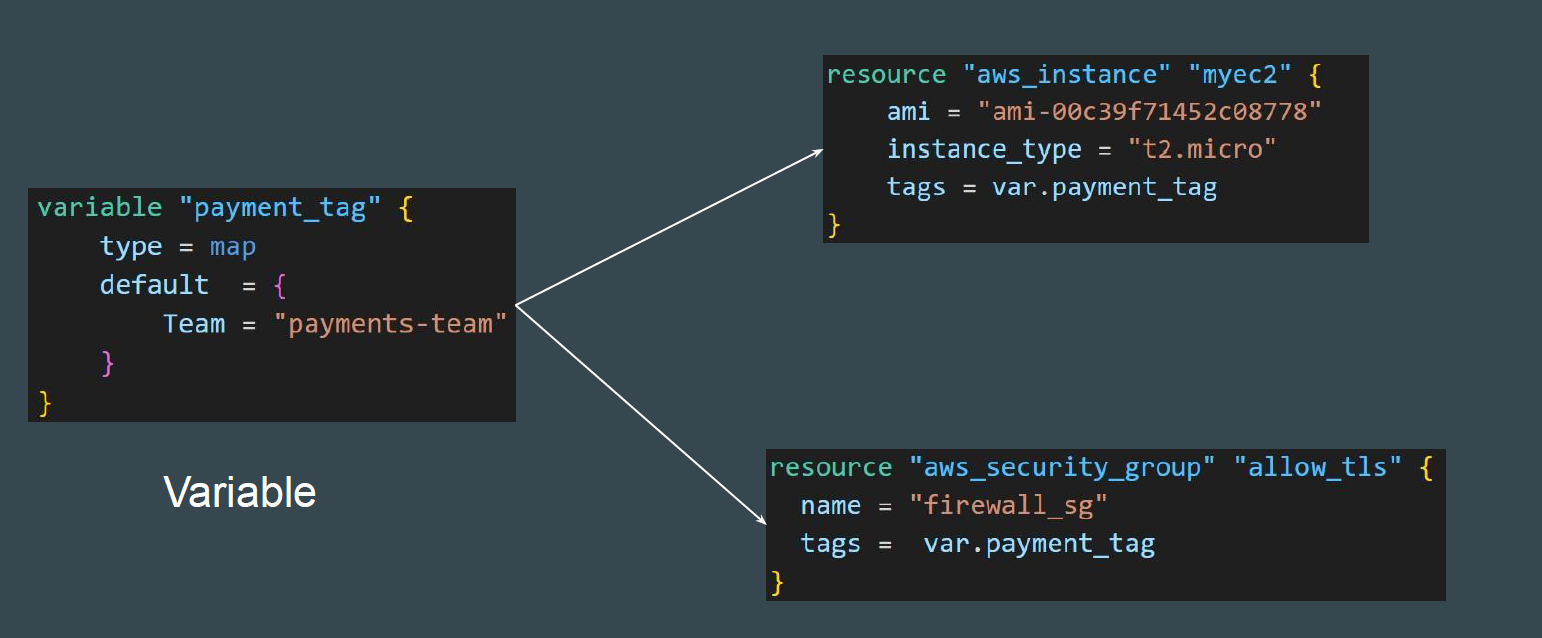 variable "payment_tag" {
    type = map
    default  = {
        Team = "payments-team"
    }
}
Variable
resource "aws_instance" "myec2" {
    ami = "ami-00c39f71452c08778"
    instance_type = "t2.micro"
    tags = var.payment_tag
}
resource "aws_security_group" "allow_tls" {
  name = "firewall_sg"
  tags =  var.payment_tag
}